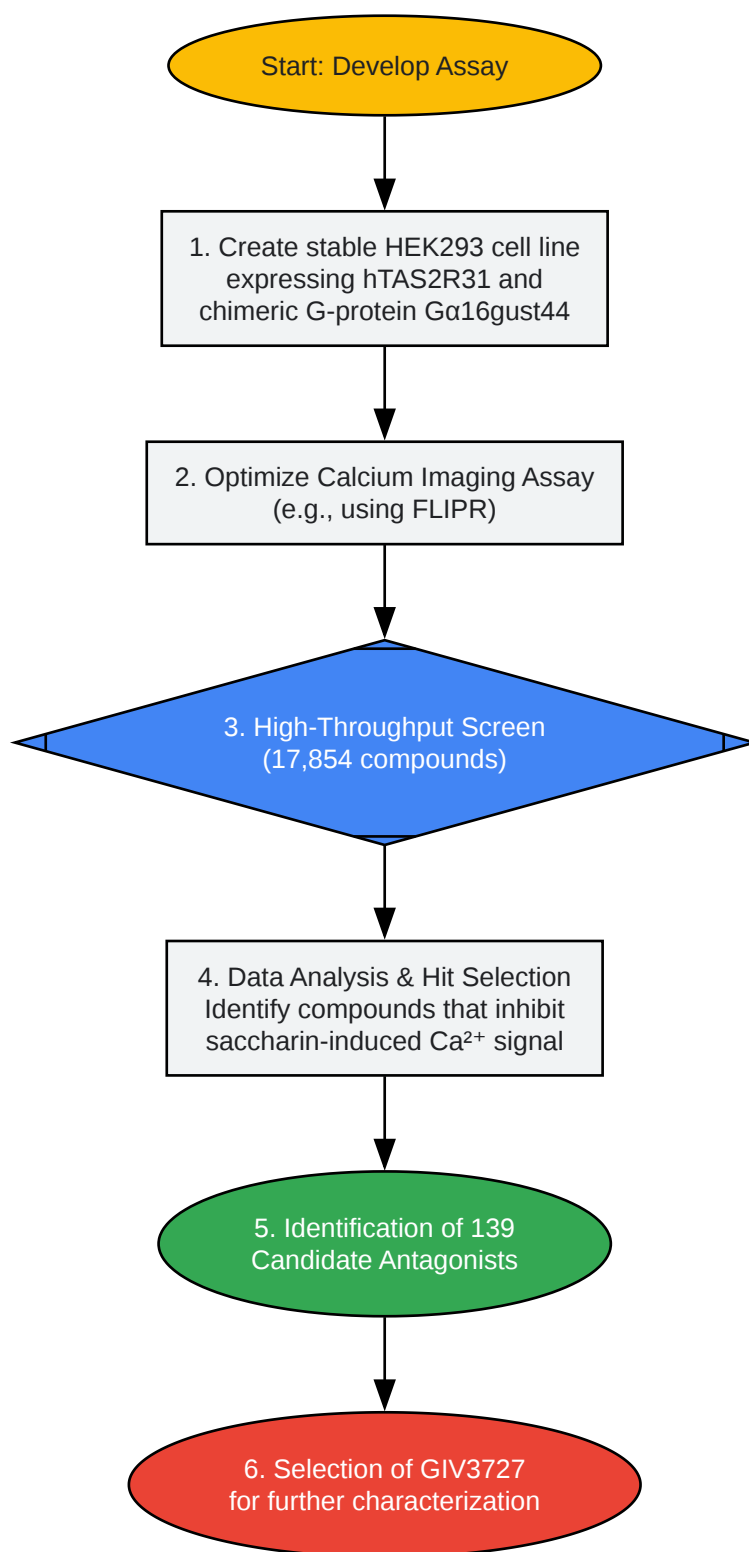 Start: Develop Assay
1. Create stable HEK293 cell line
expressing hTAS2R31 and
chimeric G-protein Gα16gust44
2. Optimize Calcium Imaging Assay
(e.g., using FLIPR)
3. High-Throughput Screen
(17,854 compounds)
4. Data Analysis & Hit Selection
Identify compounds that inhibit
saccharin-induced Ca²⁺ signal
5. Identification of 139
Candidate Antagonists
6. Selection of GIV3727
for further characterization